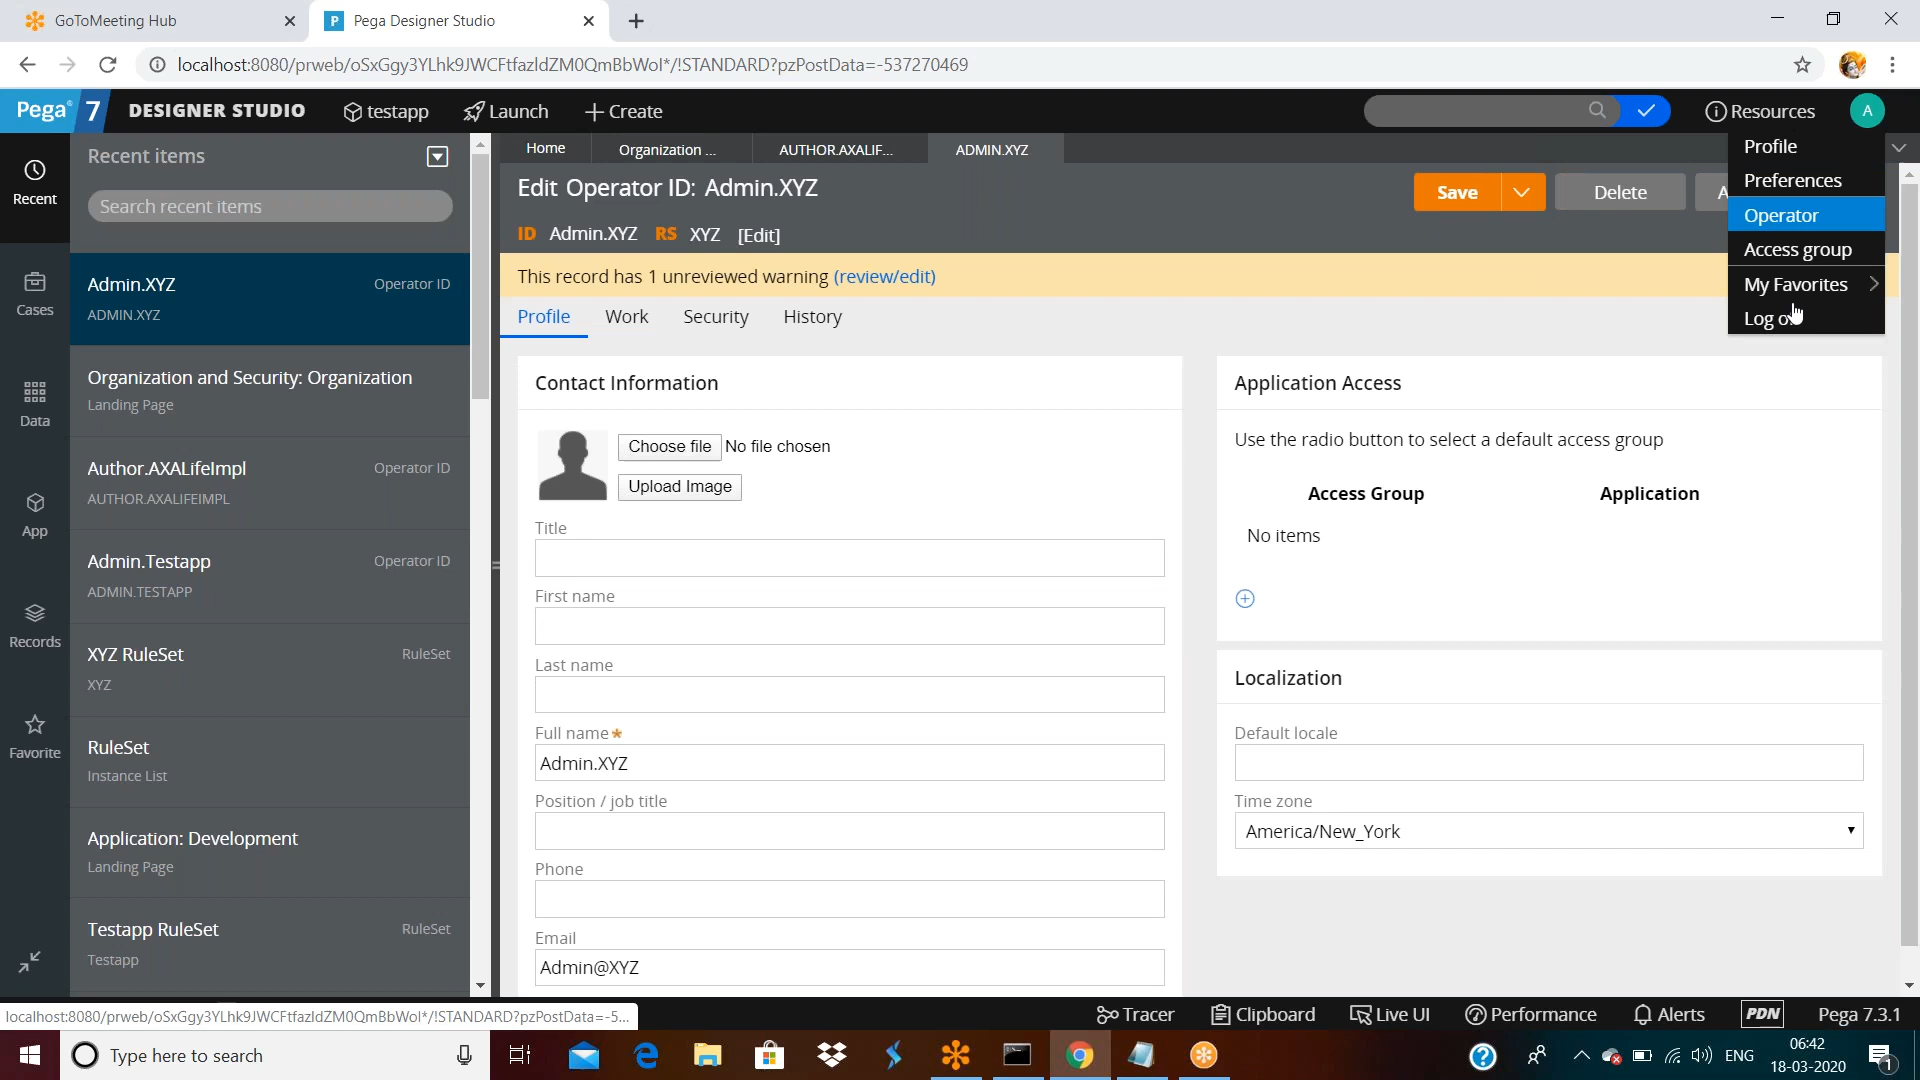 GoToMeeting Hub
P Pega Designer Studio
localhost:8080/prweb/oSxGgy3YLhk9JWCFtfazldZM0QmBbWol*/!STANDARD?pzPostData=-537270469
Pega 7 DESIGNER STUDIO testapp Launch Create Resources A
Recent items
Search recent items
Recent
Cases
Data
App
Records
Favorite
Admin.XYZ Operator ID
ADMIN.XYZ
Organization and Security: Organization
Landing Page
Author.AXALifeImpl Operator ID
AUTHOR.AXALIFEIMPL
Admin.Testapp Operator ID
ADMIN.TESTAPP
XYZ RuleSet RuleSet
XYZ
RuleSet
Instance List
Application: Development
Landing Page
Testapp RuleSet RuleSet
Testapp
Home Organization ... AUTHOR.AXALIF... ADMIN.XYZ
Edit Operator ID: Admin.XYZ
ID Admin.XYZ RS XYZ [Edit]
Save Delete A
Profile
Preferences
Operator
Access group
My Favorites
Log o
This record has 1 unreviewed warning (review/edit)
Profile Work Security History
Contact Information
Choose file No file chosen
Upload Image
Title
First name
Last name
Full name*
Admin.XYZ
Position / job title
Phone
Email
Admin@XYZ
Application Access
Use the radio button to select a default access group
Access Group Application
No items
Localization
Default locale
Time zone
America/New_York
localhost:8080/prweb/oSxGgy3YLhk9JWCFtfazldZM0QmBbWol*/!STANDARD?pzPostData=-5...
Tracer Clipboard Live UI Performance Alerts PDN Pega 7.3.1
Type here to search
ENG
06:42
18-03-2020
1